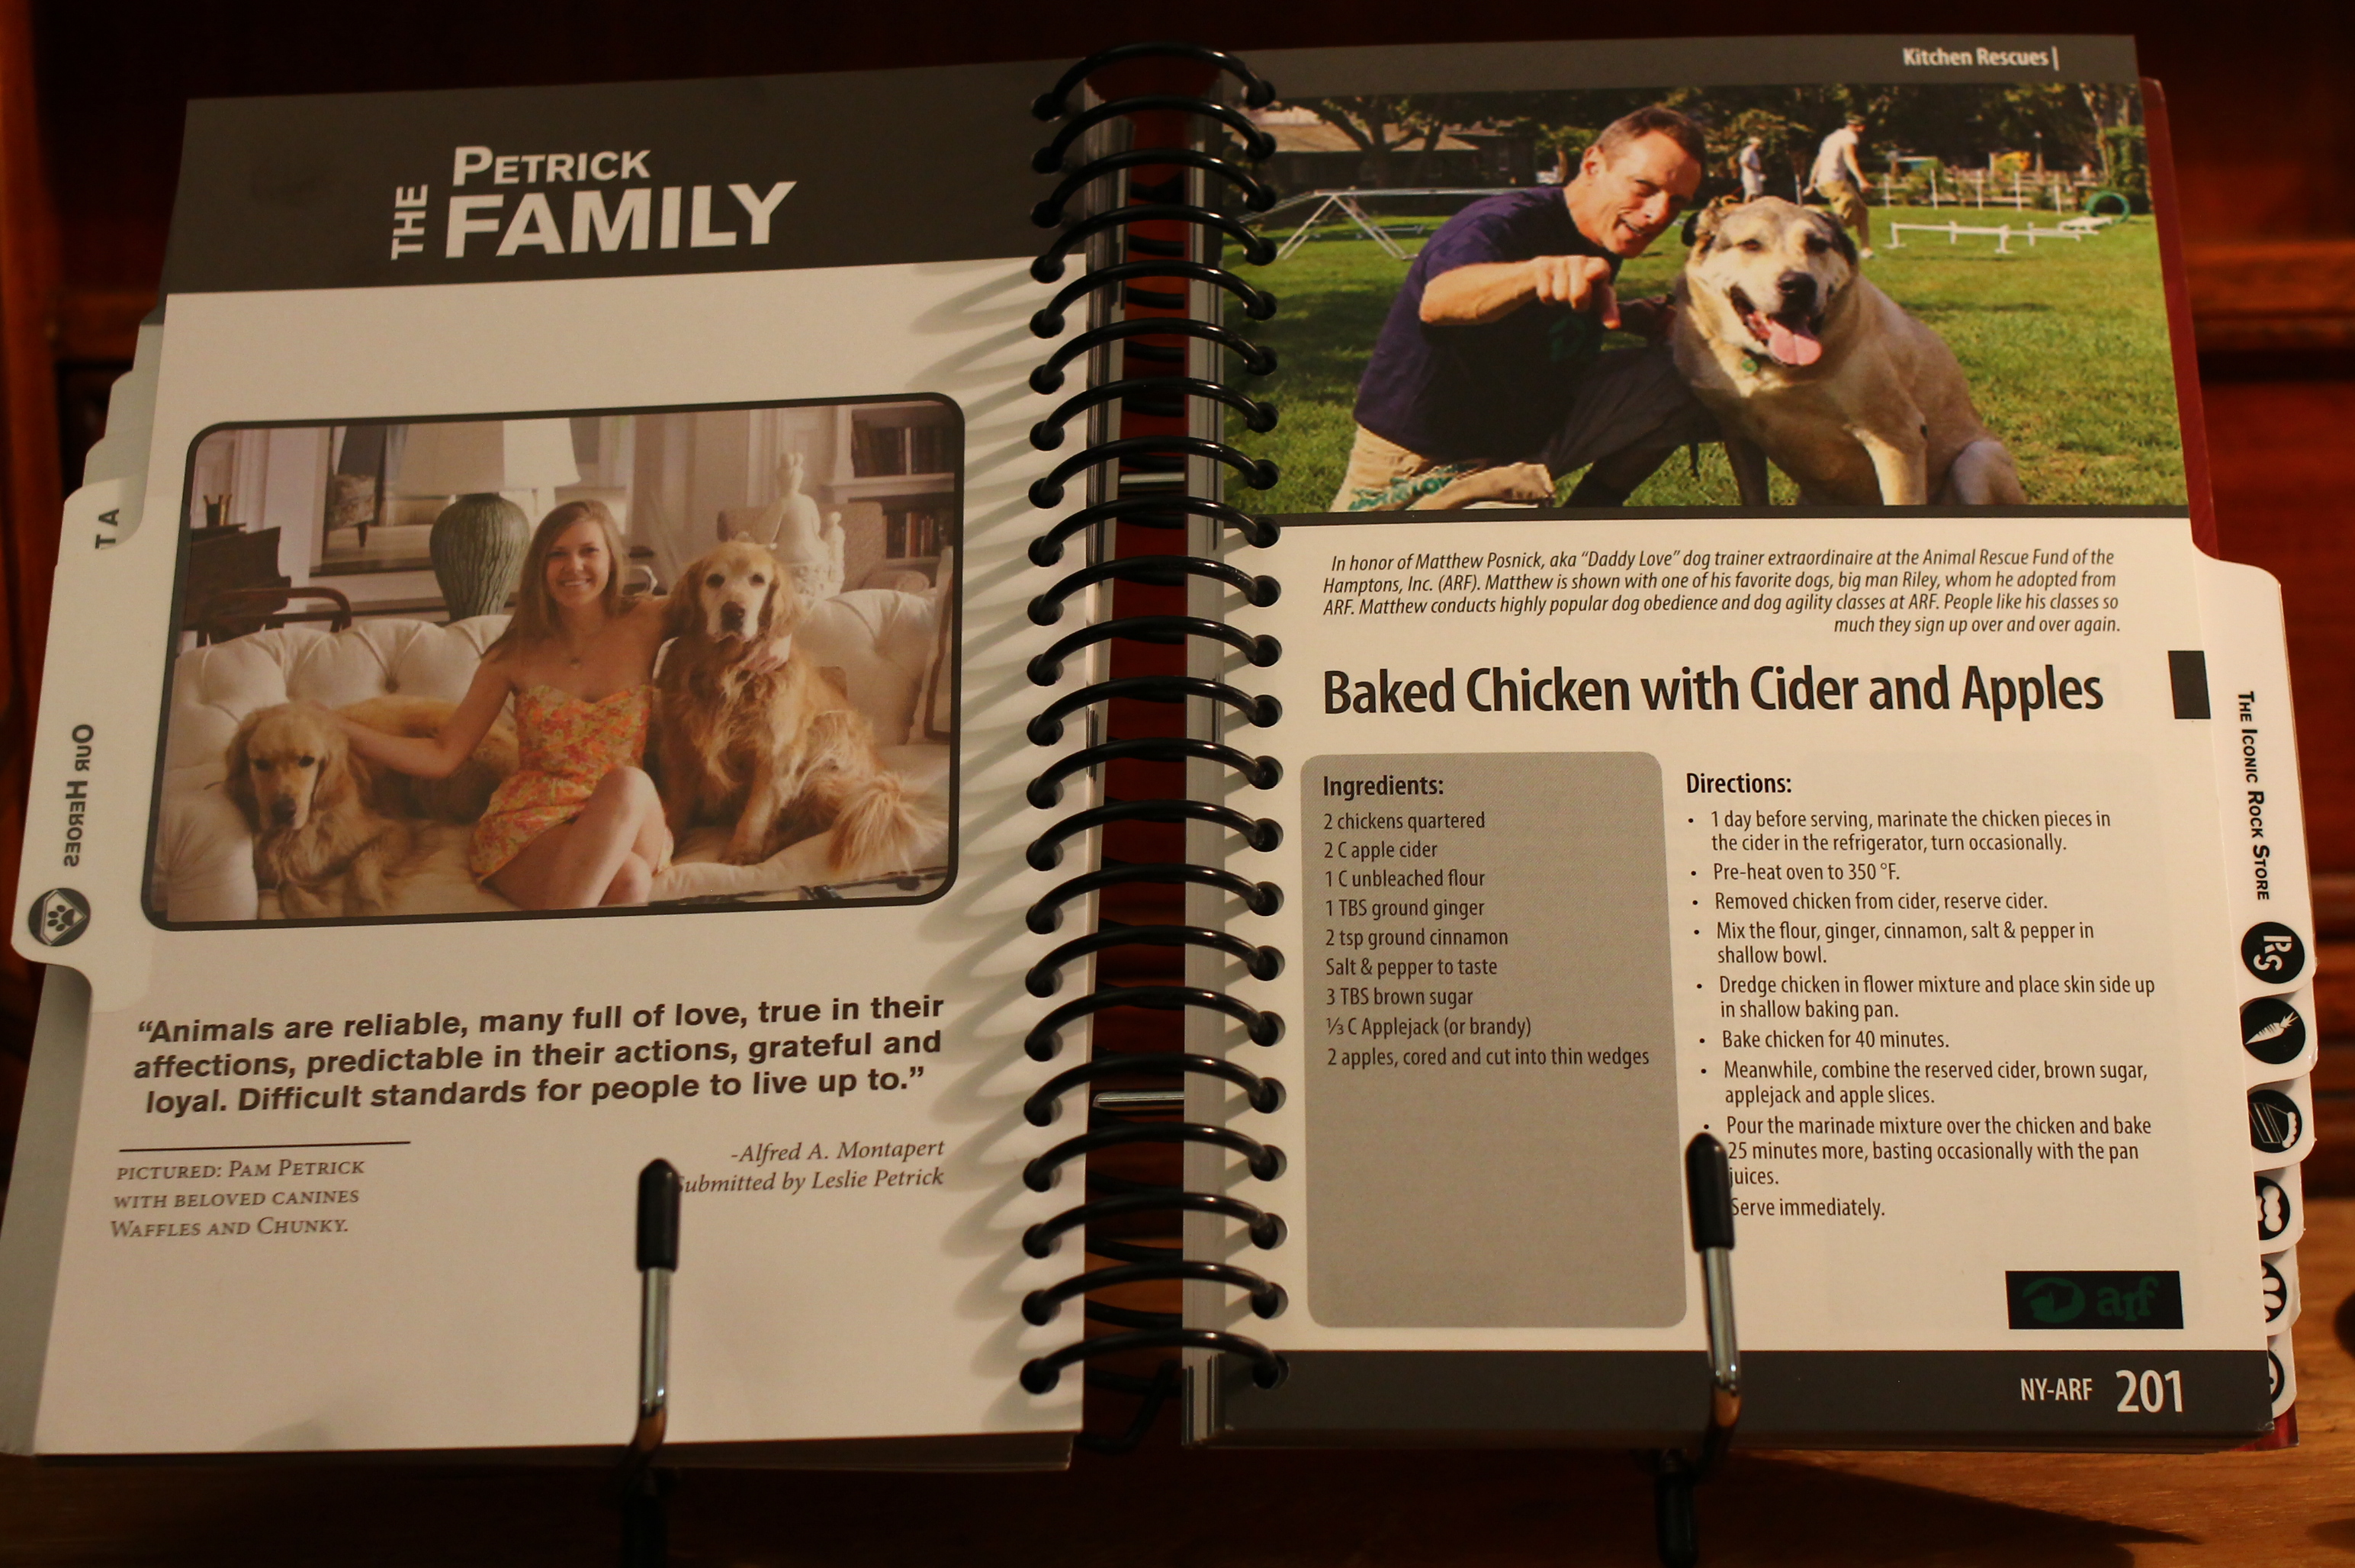 THE PETRICK
FAMILY
T A
OUR HEROES
“Animals are reliable, many full of love, true in their
affections, predictable in their actions, grateful and
loyal. Difficult standards for people to live up to.”
-Alfred A. Montapert
Submitted by Leslie Petrick
PICTURED: PAM PETRICK
WITH BELOVED CANINES
WAFFLES AND CHUNKY.
Kitchen Rescues |
In honor of Matthew Posnick, aka “Daddy Love” dog trainer extraordinaire at the Animal Rescue Fund of the
Hamptons, Inc. (ARF). Matthew is shown with one of his favorite dogs, big man Riley, whom he adopted from
ARF. Matthew conducts highly popular dog obedience and dog agility classes at ARF. People like his classes so
much they sign up over and over again.
Baked Chicken with Cider and Apples
Ingredients:
2 chickens quartered
2 C apple cider
1 C unbleached flour
1 TBS ground ginger
2 tsp ground cinnamon
Salt & pepper to taste
3 TBS brown sugar
⅓ C Applejack (or brandy)
2 apples, cored and cut into thin wedges
Directions:
• 1 day before serving, marinate the chicken pieces in
the cider in the refrigerator, turn occasionally.
• Pre-heat oven to 350 °F.
• Removed chicken from cider, reserve cider.
• Mix the flour, ginger, cinnamon, salt & pepper in
shallow bowl.
• Dredge chicken in flower mixture and place skin side up
in shallow baking pan.
• Bake chicken for 40 minutes.
• Meanwhile, combine the reserved cider, brown sugar,
applejack and apple slices.
• Pour the marinade mixture over the chicken and bake
25 minutes more, basting occasionally with the pan
juices.
Serve immediately.
arf
NY-ARF 201
THE ICONIC ROCK STORE
RS